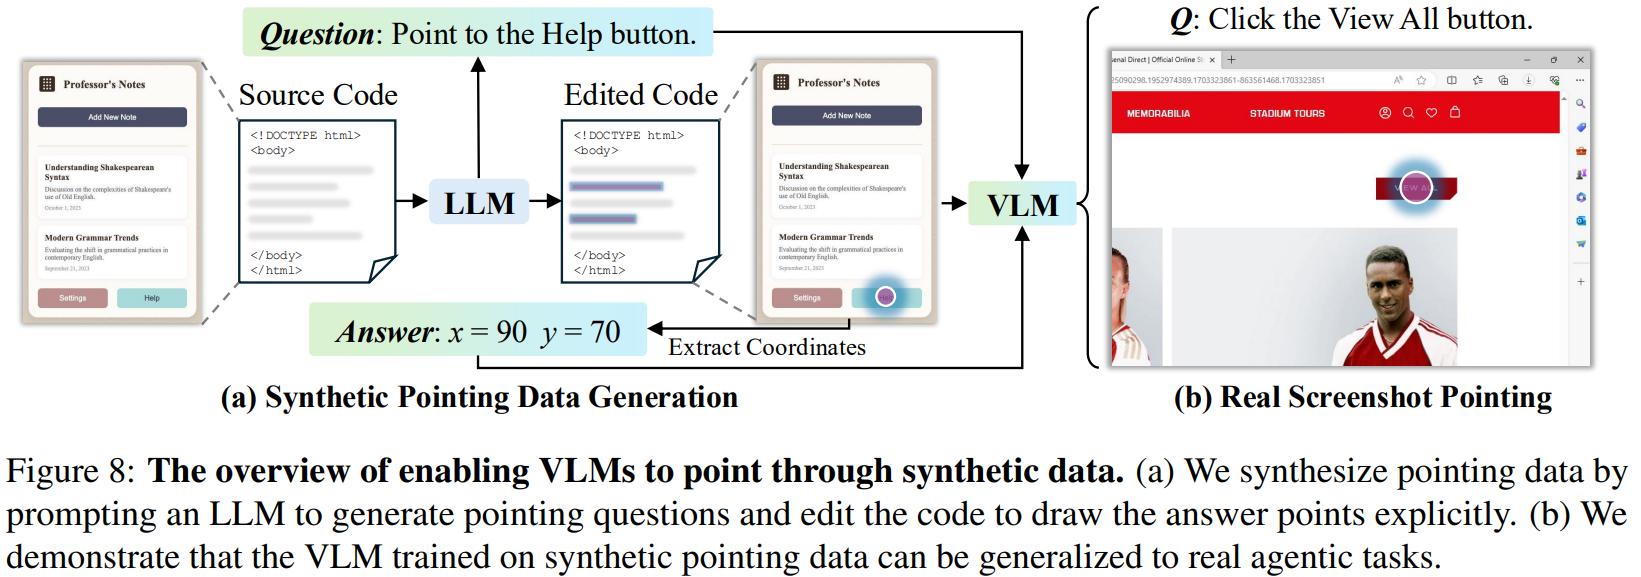 Question: Point to the Help button.
Professor's Notes
Add New Note
Understanding Shakespearean
Syntax
Discussion on the complexities of Shakespeare's
use of Old English.
October 1, 2023
Modern Grammar Trends
Evaluating the shift in grammatical practices in
contemporary English.
September 21, 2023
Settings
Help
Source Code
<!DOCTYPE html>
<body>
</body>
</html>
LLM
Edited Code
<!DOCTYPE html>
<body>
</body>
</html>
Professor's Notes
Add New Note
Understanding Shakespearean
Syntax
Discussion on the complexities of Shakespeare's
use of Old English.
October 1, 2023
Modern Grammar Trends
Evaluating the shift in grammatical practices in
contemporary English.
September 21, 2023
Settings
Help
VLM
Answer: x = 90 y = 70
Extract Coordinates
(a) Synthetic Pointing Data Generation
Q: Click the View All button.
enal Direct | Official Online St
25090298.1952974389.1703323861-863561468.1703323851
MEMORABILIA
STADIUM TOURS
VIEW ALL
(b) Real Screenshot Pointing
Figure 8: The overview of enabling VLMs to point through synthetic data. (a) We synthesize pointing data by
prompting an LLM to generate pointing questions and edit the code to draw the answer points explicitly. (b) We
demonstrate that the VLM trained on synthetic pointing data can be generalized to real agentic tasks.